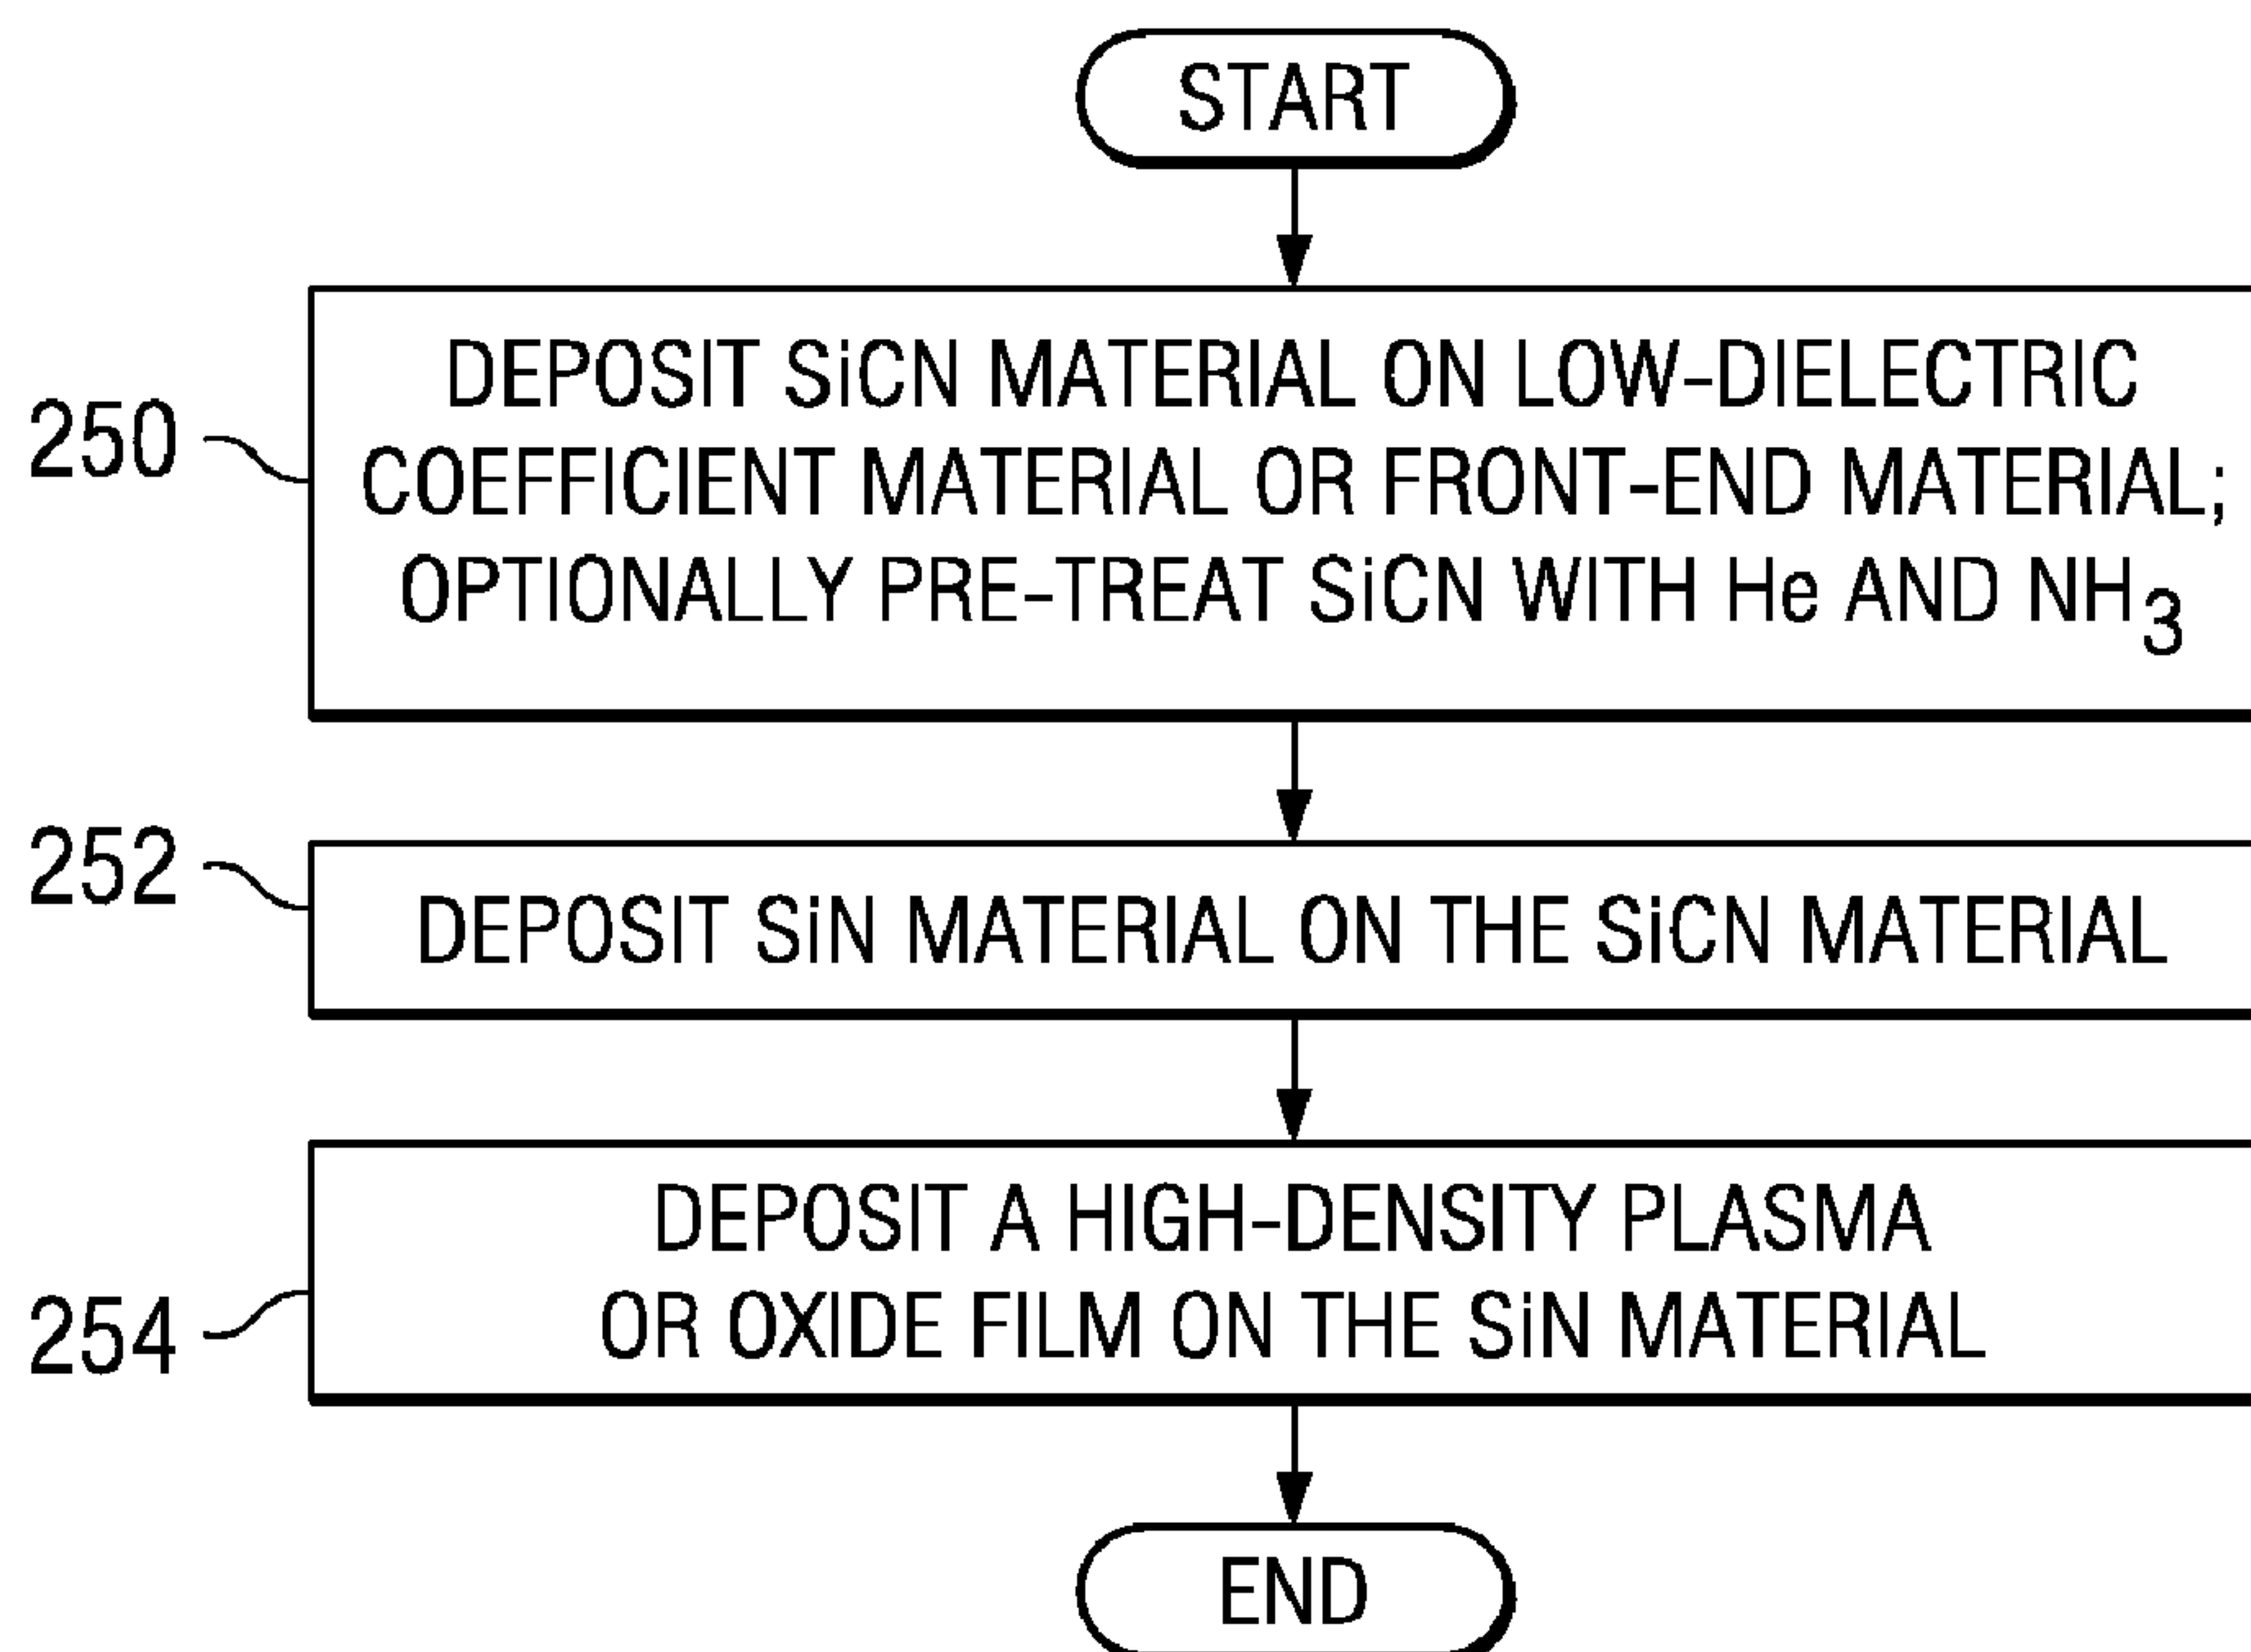 START
250
DEPOSIT SiCN MATERIAL ON LOW-DIELECTRIC
COEFFICIENT MATERIAL OR FRONT-END MATERIAL;
OPTIONALLY PRE-TREAT SiCN WITH He AND NH₃
252
DEPOSIT SiN MATERIAL ON THE SiCN MATERIAL
254
DEPOSIT A HIGH-DENSITY PLASMA
OR OXIDE FILM ON THE SiN MATERIAL
END